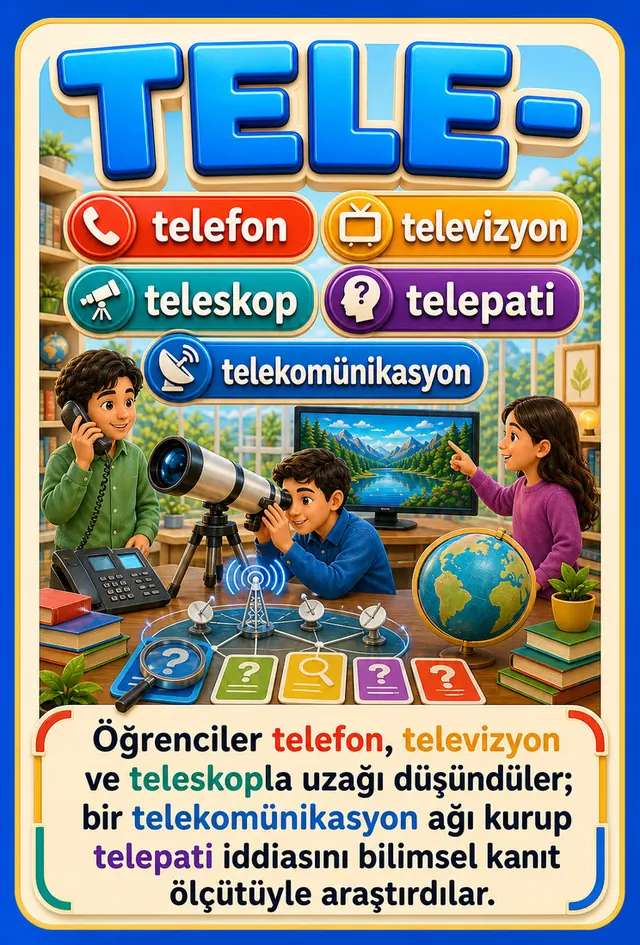 TELE-
telefon
televizyon
teleskop
telepati
telekomünikasyon
?
? ? ? ?
Öğrenciler telefon, televizyon
ve teleskopla uzağı düşündüler;
bir telekomünikasyon ağı kurup
telepati iddiasını bilimsel kanıt
ölçütüyle araştırdılar.